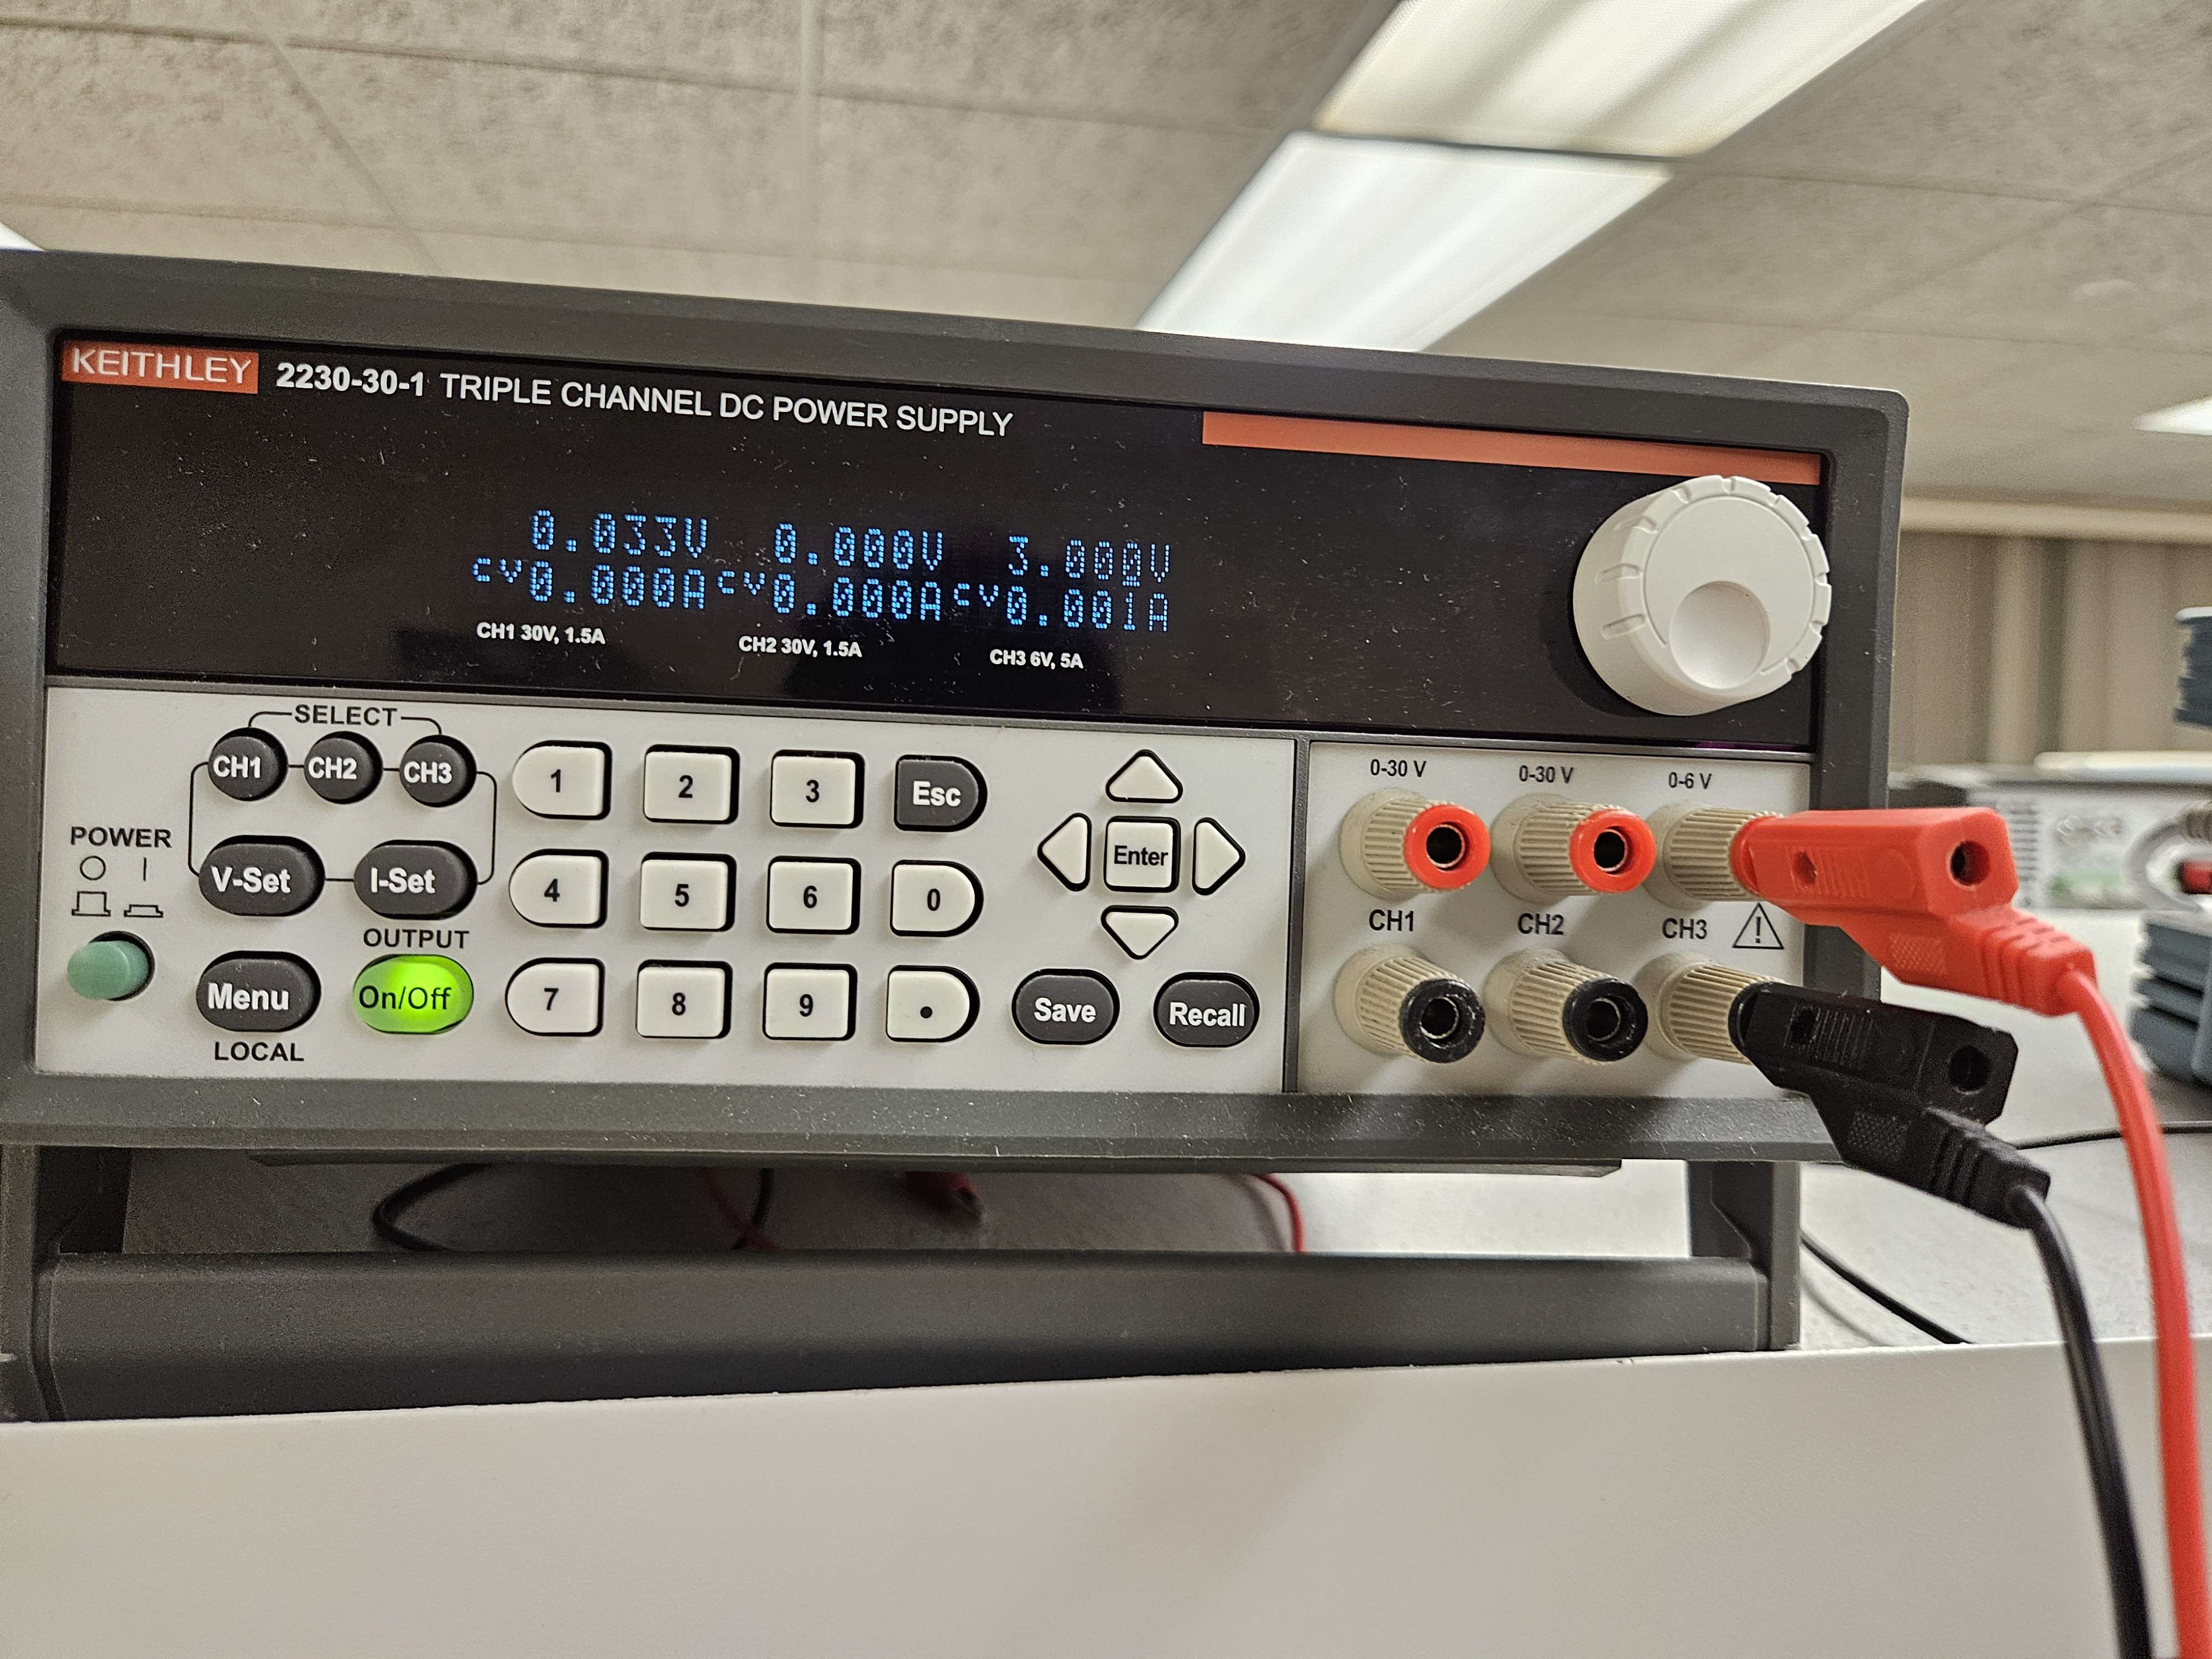 KEITHLEY 2230-30-1 TRIPLE CHANNEL DC POWER SUPPLY
0.033V 0.000V 3.000V
cv0.000A cv0.000A cv0.001A
CH1 30V, 1.5A CH2 30V, 1.5A CH3 6V, 5A
SELECT
CH1 CH2 CH3
1 2 3 Esc
POWER
V-Set I-Set
4 5 6 0
Enter
OUTPUT
Menu On/Off
7 8 9 .
Save Recall
LOCAL
0-30 V 0-30 V 0-6 V
CH1 CH2 CH3